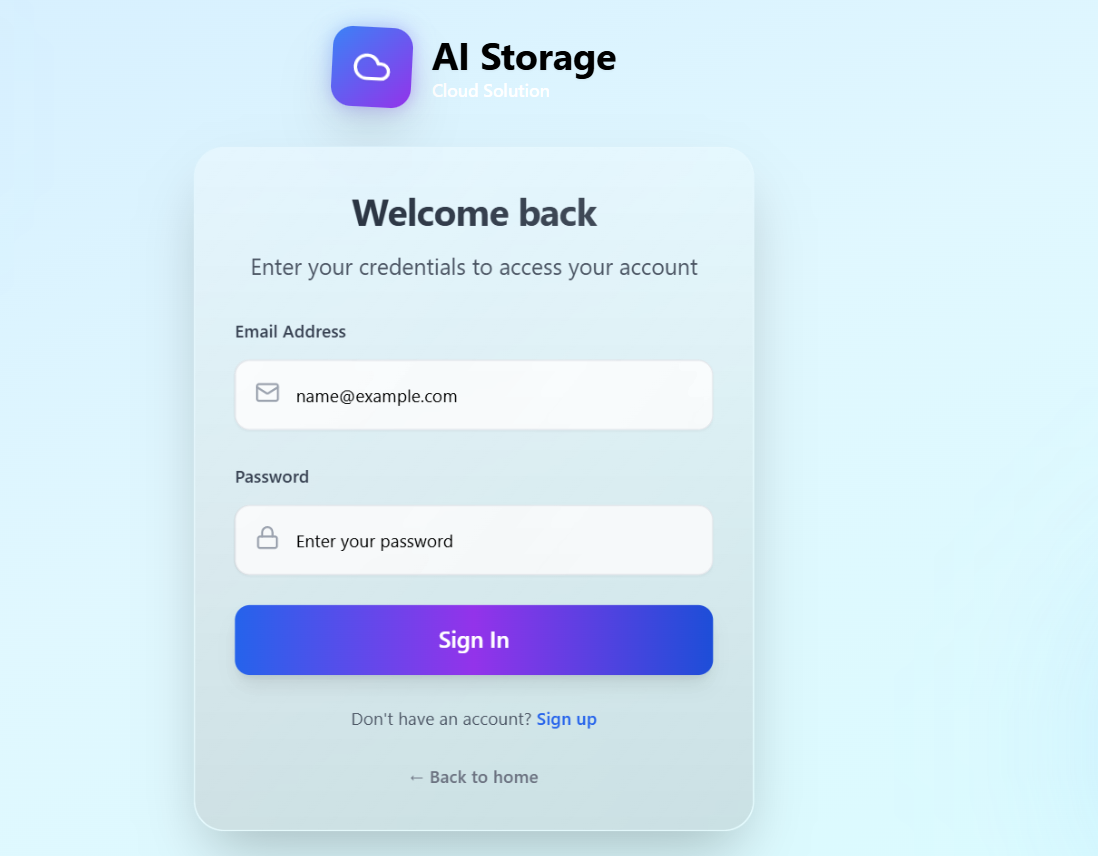 AI Storage
Cloud Solution
Welcome back
Enter your credentials to access your account
Email Address
name@example.com
Password
Enter your password
Sign In
Don't have an account? Sign up
← Back to home